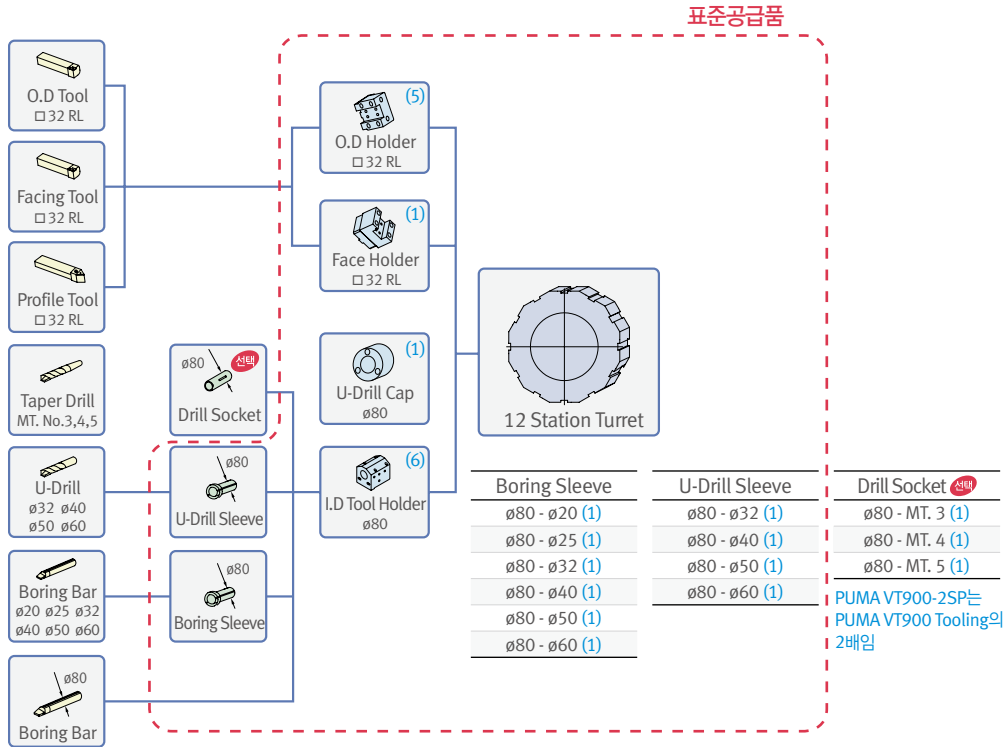 표준공급품
O.D Tool
□ 32 RL
Facing Tool
□ 32 RL
Profile Tool
□ 32 RL
Taper Drill
MT. No.3,4,5
U-Drill
ø32 ø40
ø50 ø60
Boring Bar
ø20 ø25 ø32
ø40 ø50 ø60
ø80
Boring Bar
ø80 선택
Drill Socket
ø80
U-Drill Sleeve
ø80
Boring Sleeve
(5)
O.D Holder
□ 32 RL
(1)
Face Holder
□ 32 RL
(1)
U-Drill Cap
ø80
(6)
I.D Tool Holder
ø80
12 Station Turret
Boring Sleeve
ø80 - ø20 (1)
ø80 - ø25 (1)
ø80 - ø32 (1)
ø80 - ø40 (1)
ø80 - ø50 (1)
ø80 - ø60 (1)
U-Drill Sleeve
ø80 - ø32 (1)
ø80 - ø40 (1)
ø80 - ø50 (1)
ø80 - ø60 (1)
Drill Socket 선택
ø80 - MT. 3 (1)
ø80 - MT. 4 (1)
ø80 - MT. 5 (1)
PUMA VT900-2SP는
PUMA VT900 Tooling의
2배임